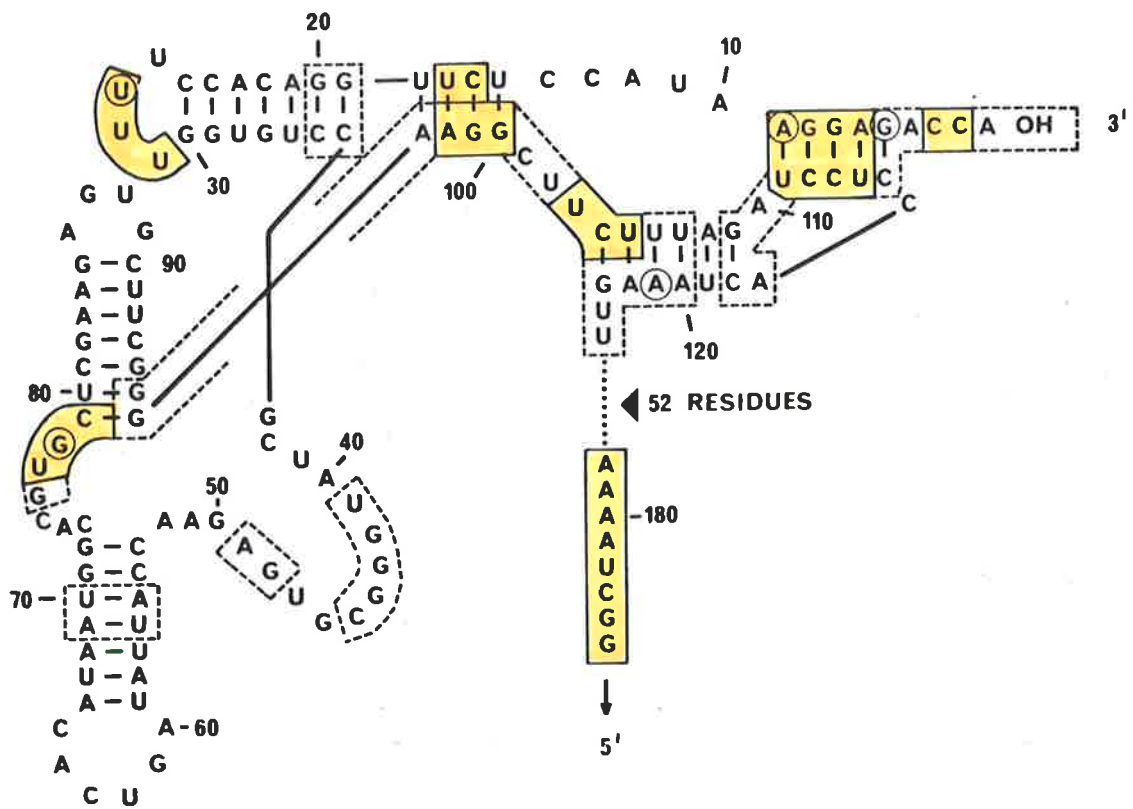 20
10
U
C C A C A G G
U U C U C C A U A
U
G G U G U C C
A A G G
A G G A G A C C A OH
3'
U U
30
100
C U
U C C U C
C
G U
U C U U U A G A
110
A G
G A A A U C A
G C
90
U U
120
A U
A U
G C
C G
80
U G
52 RESIDUES
C G
G
G
C
U
U A
40
A
G
50
U
C A C
A A G
A G U
G G G C G
180
A A A A U C G G
G C
G C
70
U A
A U
A U
U A
A U
C
A
60
A
G
C U
5'